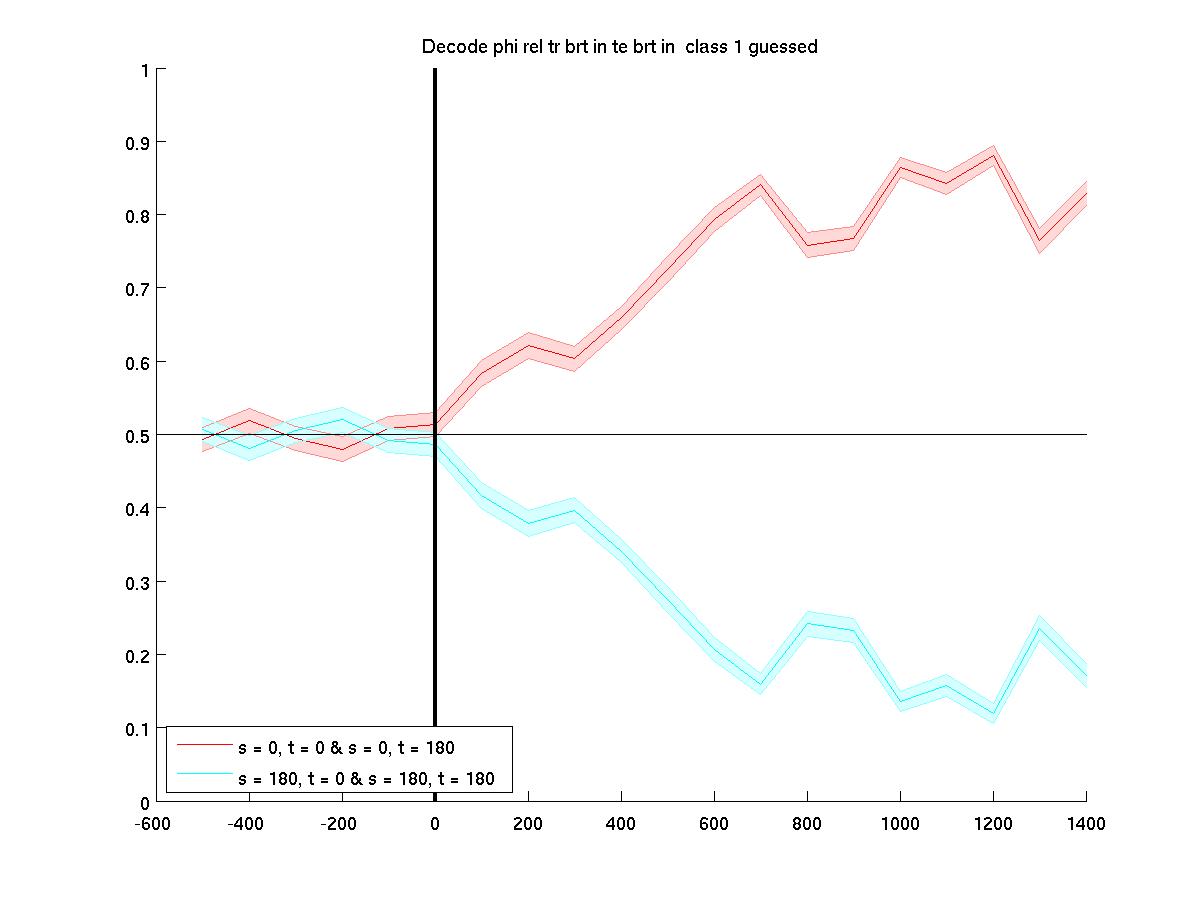 Decode phi rel tr brt in te brt in  class 1 guessed
1
0.9
0.8
0.7
0.6
0.5
0.4
0.3
0.2
0.1
0
s = 0, t = 0 & s = 0, t = 180
s = 180, t = 0 & s = 180, t = 180
-600 -400 -200 0 200 400 600 800 1000 1200 1400